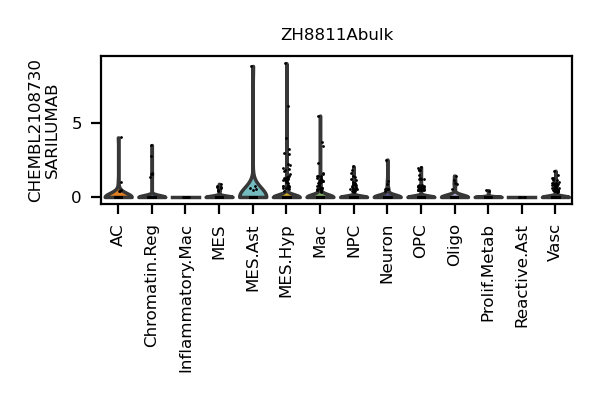 ZH8811Abulk
CHEMBL2108730
SARILUMAB
5
0
AC
Chromatin.Reg
Inflammatory.Mac
MES
MES.Ast
MES.Hyp
Mac
NPC
Neuron
OPC
Oligo
Prolif.Metab
Reactive.Ast
Vasc